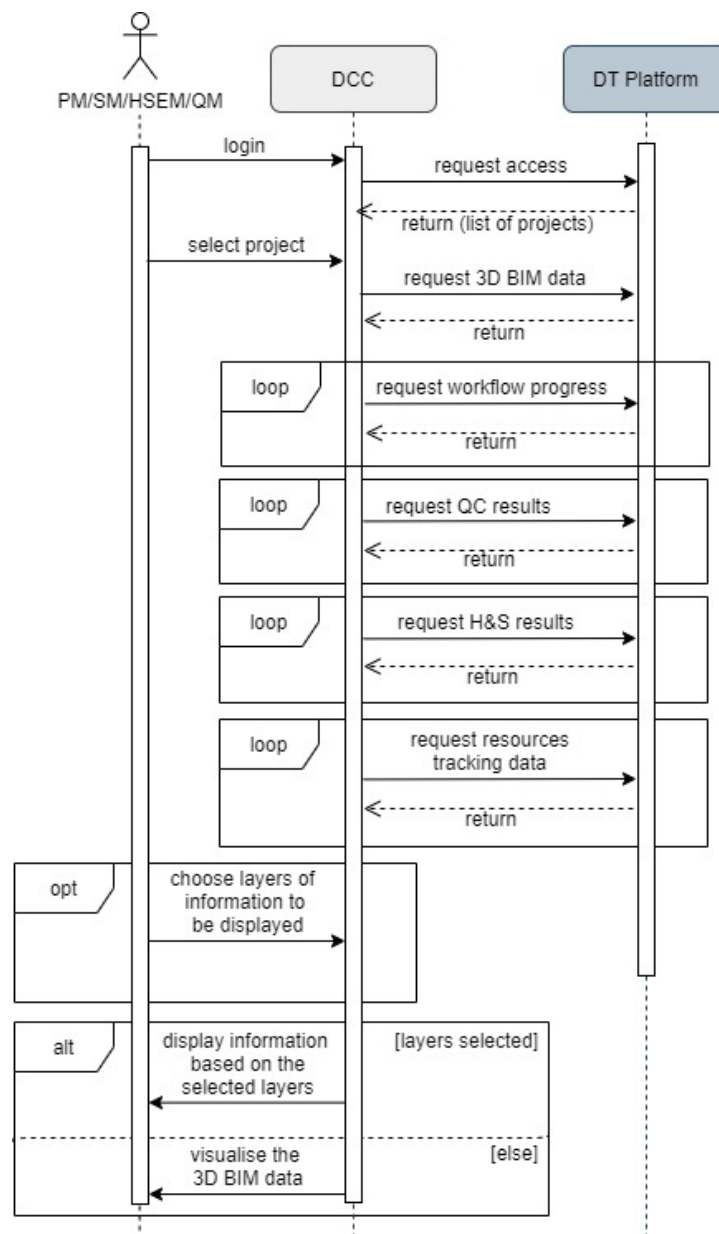 PM/SM/HSEM/QM
DCC
DT Platform
login
request access
return (list of projects)
select project
request 3D BIM data
return
loop
request workflow progress
return
loop
request QC results
return
loop
request H&S results
return
loop
request resources
tracking data
return
opt
choose layers of
information to
be displayed
alt
display information
based on the
selected layers
[layers selected]
visualise the
3D BIM data
[else]